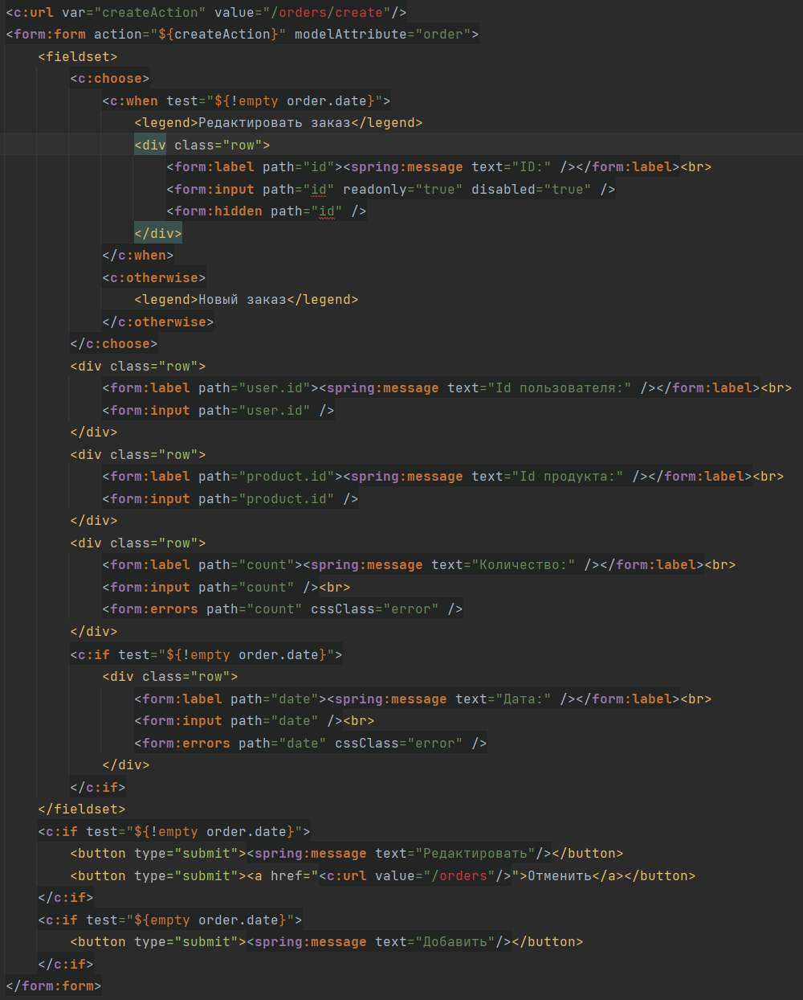 <c:url var="createAction" value="/orders/create"/>
<form:form action="${createAction}" modelAttribute="order">
<fieldset>
<c:choose>
<c:when test="${!empty order.date}">
<legend>Редактировать заказ</legend>
<div class="row">
<form:label path="id"><spring:message text="ID:" /></form:label><br>
<form:input path="id" readonly="true" disabled="true" />
<form:hidden path="id" />
</div>
</c:when>
<c:otherwise>
<legend>Новый заказ</legend>
</c:otherwise>
</c:choose>
<div class="row">
<form:label path="user.id"><spring:message text="Id пользователя:" /></form:label><br>
<form:input path="user.id" />
</div>
<div class="row">
<form:label path="product.id"><spring:message text="Id продукта:" /></form:label><br>
<form:input path="product.id" />
</div>
<div class="row">
<form:label path="count"><spring:message text="Количество:" /></form:label><br>
<form:input path="count" /><br>
<form:errors path="count" cssClass="error" />
</div>
<c:if test="${!empty order.date}">
<div class="row">
<form:label path="date"><spring:message text="Дата:" /></form:label><br>
<form:input path="date" /><br>
<form:errors path="date" cssClass="error" />
</div>
</c:if>
</fieldset>
<c:if test="${!empty order.date}">
<button type="submit"><spring:message text="Редактировать"/></button>
<button type="submit"><a href="<c:url value="/orders"/>">Отменить</a></button>
</c:if>
<c:if test="${empty order.date}">
<button type="submit"><spring:message text="Добавить"/></button>
</c:if>
</form:form>